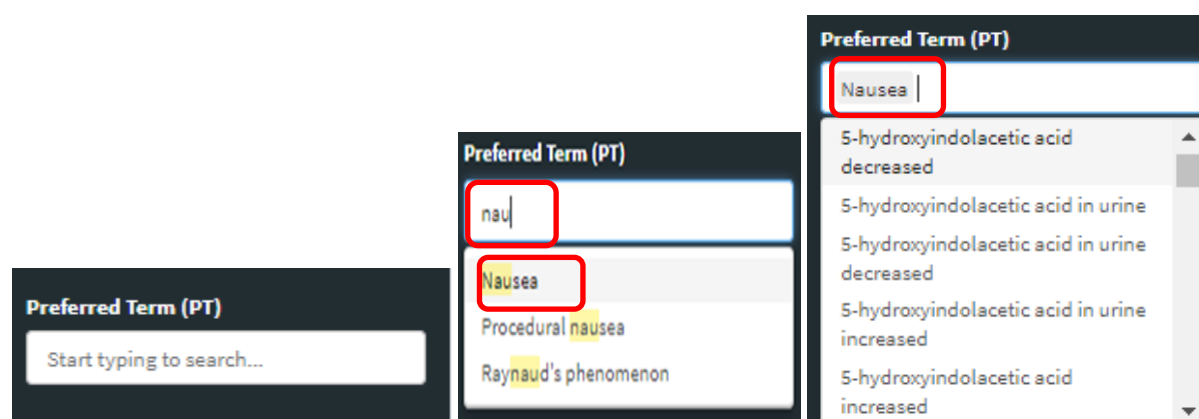 Preferred Term (PT)
Start typing to search...
Preferred Term (PT)
nau
Nausea
Procedural nausea
Raynaud's phenomenon
Preferred Term (PT)
Nausea
5-hydroxyindolacetic acid
decreased
5-hydroxyindolacetic acid in urine
5-hydroxyindolacetic acid in urine
decreased
5-hydroxyindolacetic acid in urine
increased
5-hydroxyindolacetic acid
increased